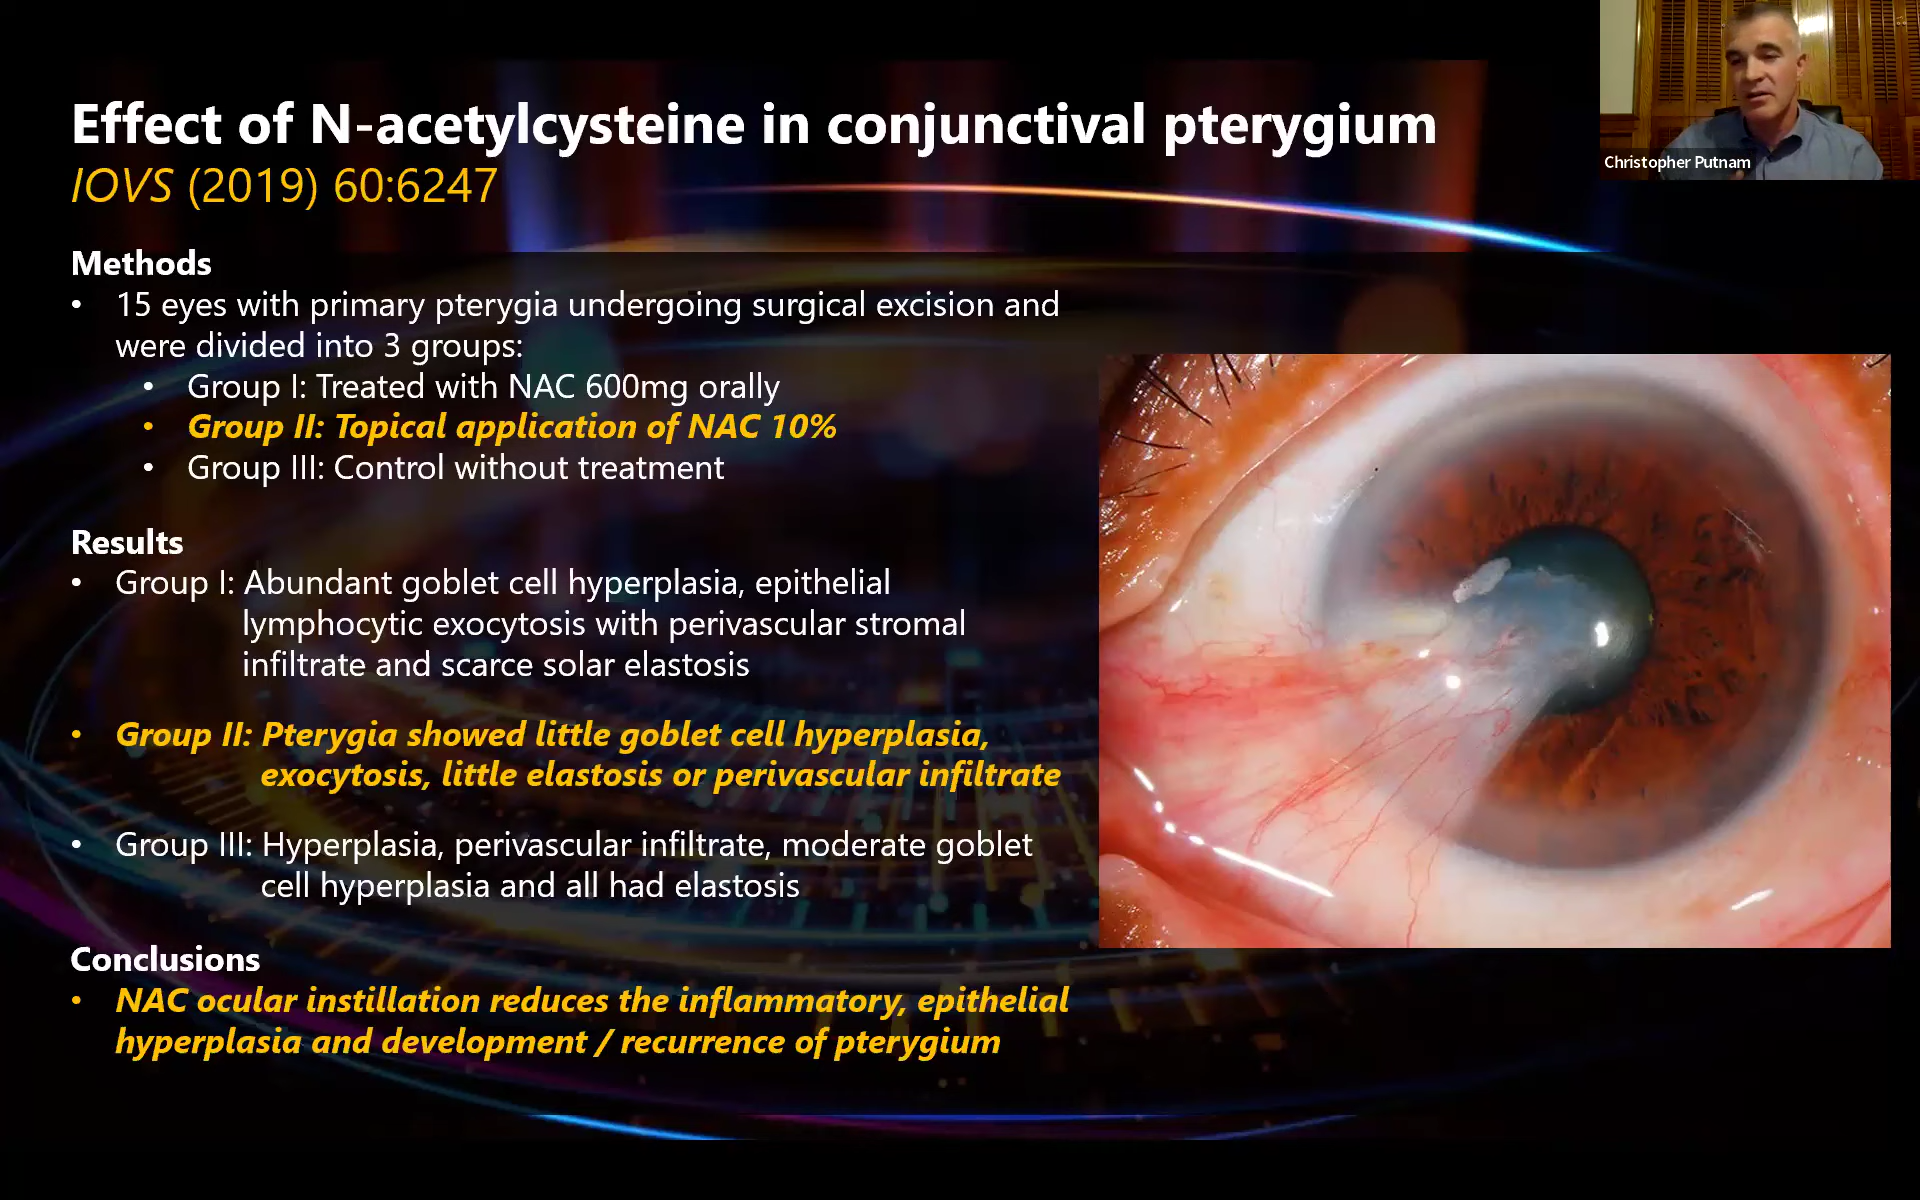 Effect of N-acetylcysteine in conjunctival pterygium
IOVS (2019) 60:6247
Christopher Putnam
Methods
• 15 eyes with primary pterygia undergoing surgical excision and
were divided into 3 groups:
• Group I: Treated with NAC 600mg orally
• Group II: Topical application of NAC 10%
• Group III: Control without treatment
Results
• Group I: Abundant goblet cell hyperplasia, epithelial
lymphocytic exocytosis with perivascular stromal
infiltrate and scarce solar elastosis
• Group II: Pterygia showed little goblet cell hyperplasia,
exocytosis, little elastosis or perivascular infiltrate
• Group III: Hyperplasia, perivascular infiltrate, moderate goblet
cell hyperplasia and all had elastosis
Conclusions
• NAC ocular instillation reduces the inflammatory, epithelial
hyperplasia and development / recurrence of pterygium